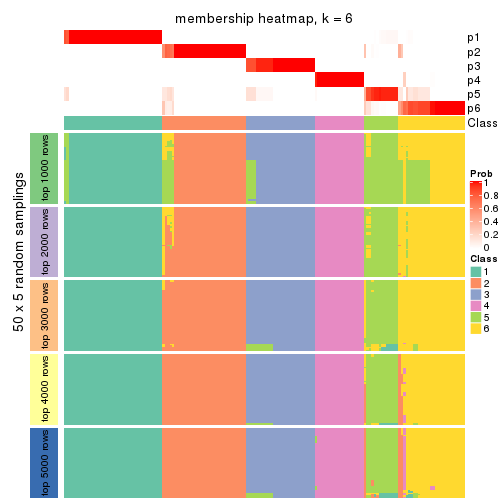 membership heatmap, k = 6
p1
p2
p3
p4
p5
p6
Class
50 x 5 random samplings
top 1000 rows
top 2000 rows
top 3000 rows
top 4000 rows
top 5000 rows
Prob
1
0.8
0.6
0.4
0.2
0
Class
1
2
3
4
5
6